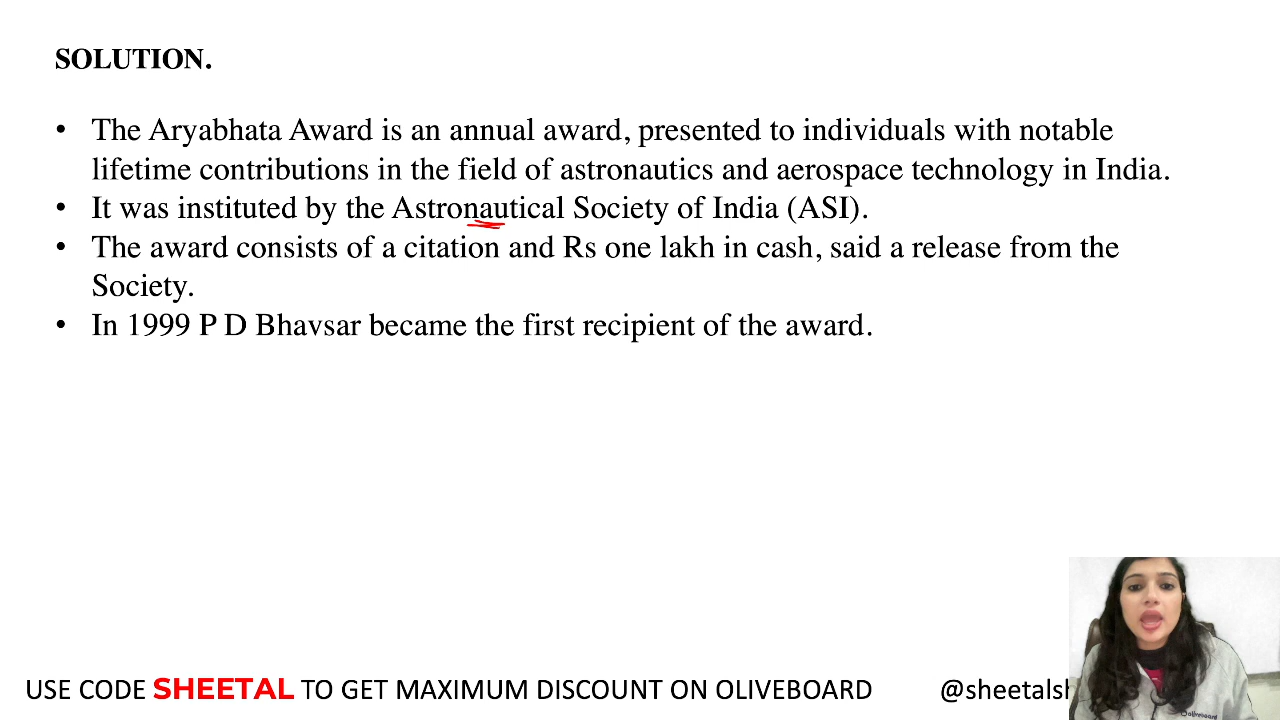 SOLUTION.
• The Aryabhata Award is an annual award, presented to individuals with notable
lifetime contributions in the field of astronautics and aerospace technology in India.
• It was instituted by the Astronautical Society of India (ASI).
• The award consists of a citation and Rs one lakh in cash, said a release from the
Society.
• In 1999 P D Bhavsar became the first recipient of the award.
USE CODE SHEETAL TO GET MAXIMUM DISCOUNT ON OLIVEBOARD @sheetalsh
oliveboard